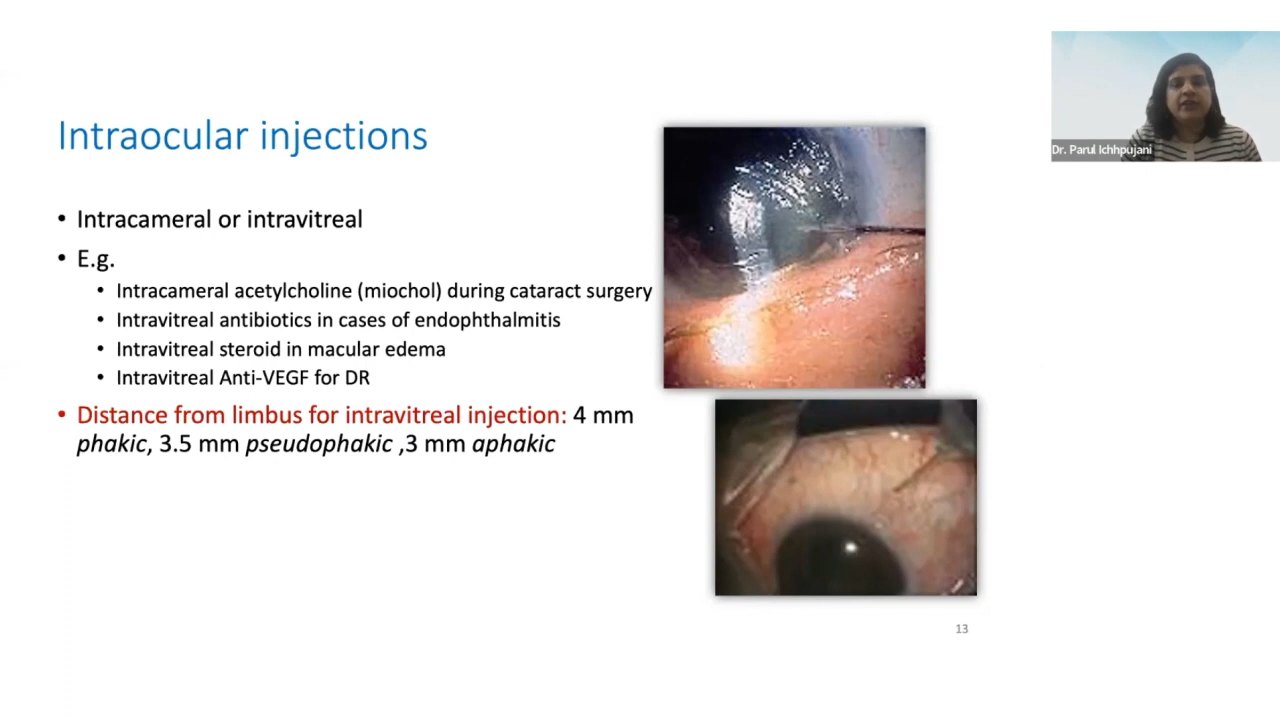 Intraocular injections
• Intracameral or intravitreal
• E.g.
• Intracameral acetylcholine (miochol) during cataract surgery
• Intravitreal antibiotics in cases of endophthalmitis
• Intravitreal steroid in macular edema
• Intravitreal Anti-VEGF for DR
• Distance from limbus for intravitreal injection: 4 mm
phakic, 3.5 mm pseudophakic ,3 mm aphakic
13
Dr. Parul Ichhpujani